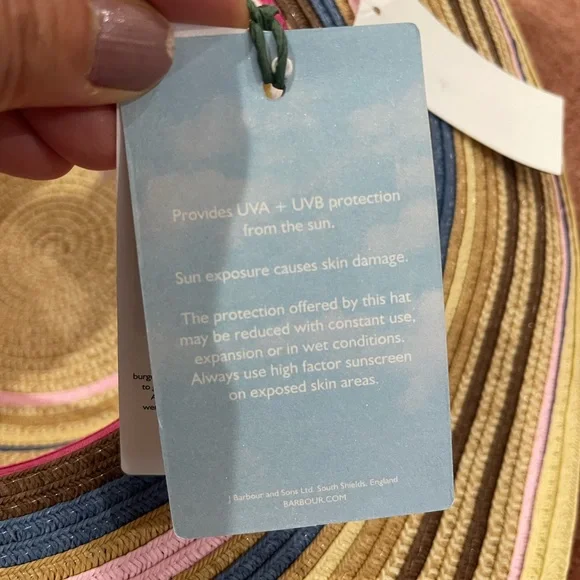 Provides UVA + UVB protection
from the sun.
Sun exposure causes skin damage.
The protection offered by this hat
may be reduced with constant use,
expansion or in wet conditions.
Always use high factor sunscreen
on exposed skin areas.
J Barbour and Sons Ltd. South Shields, England
BARBOUR.COM